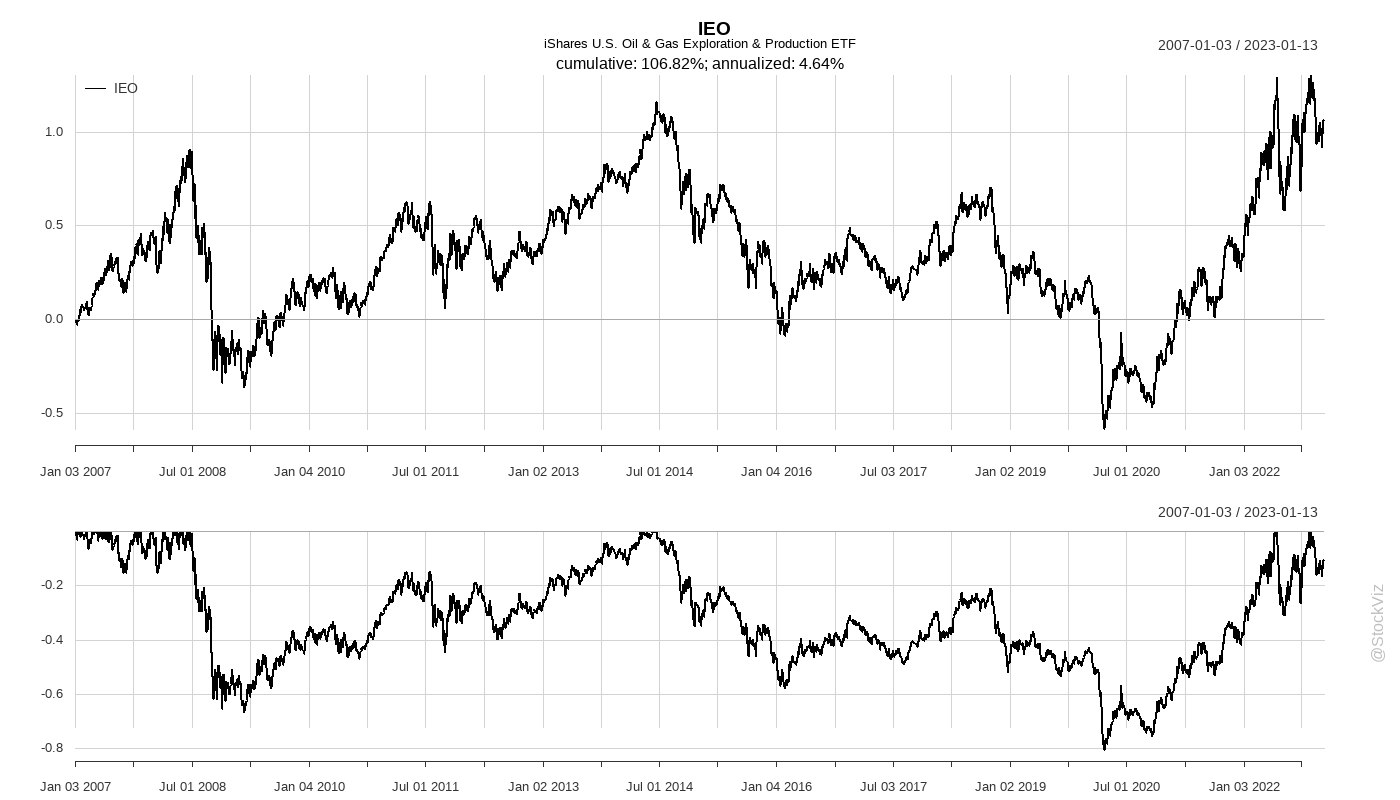 IEO
iShares U.S. Oil & Gas Exploration & Production ETF
2007-01-03 / 2023-01-13
cumulative: 106.82%; annualized: 4.64%
IEO
1.0
0.5
0.0
-0.5
Jan 03 2007 Jul 01 2008 Jan 04 2010 Jul 01 2011 Jan 02 2013 Jul 01 2014 Jan 04 2016 Jul 03 2017 Jan 02 2019 Jul 01 2020 Jan 03 2022
2007-01-03 / 2023-01-13
-0.2
-0.4
-0.6
-0.8
Jan 03 2007 Jul 01 2008 Jan 04 2010 Jul 01 2011 Jan 02 2013 Jul 01 2014 Jan 04 2016 Jul 03 2017 Jan 02 2019 Jul 01 2020 Jan 03 2022
@StockViz